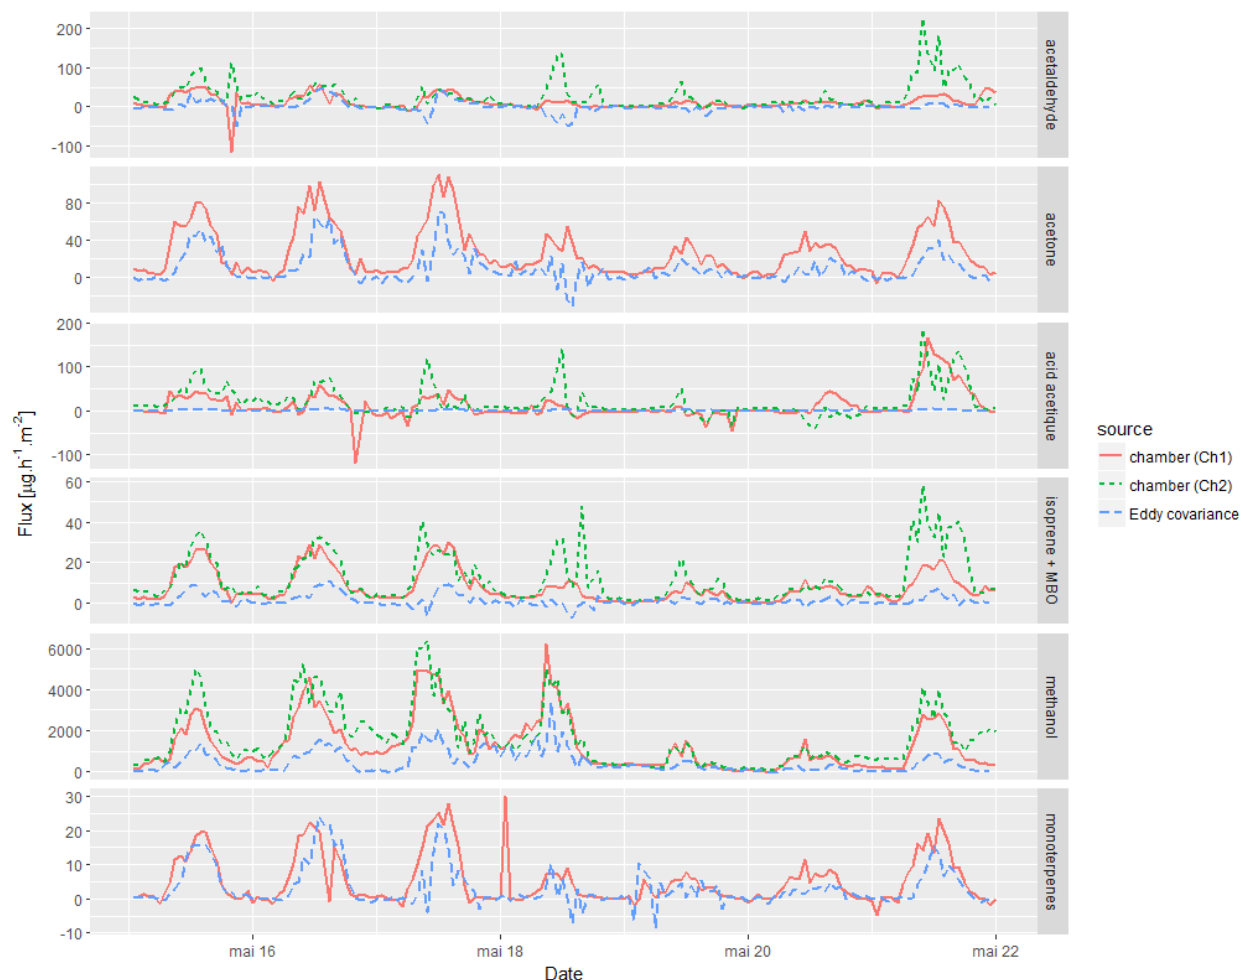 200
100
0
-100
acetaldehyde
80
40
0
acetone
200
100
0
-100
acid acetique
60
40
20
0
isoprene + MBO
6000
4000
2000
0
methanol
30
20
10
0
-10
monoterpenes
Flux [µg.h⁻¹.m⁻²]
mai 16
mai 18
mai 20
mai 22
Date
source
chamber (Ch1)
chamber (Ch2)
Eddy covariance